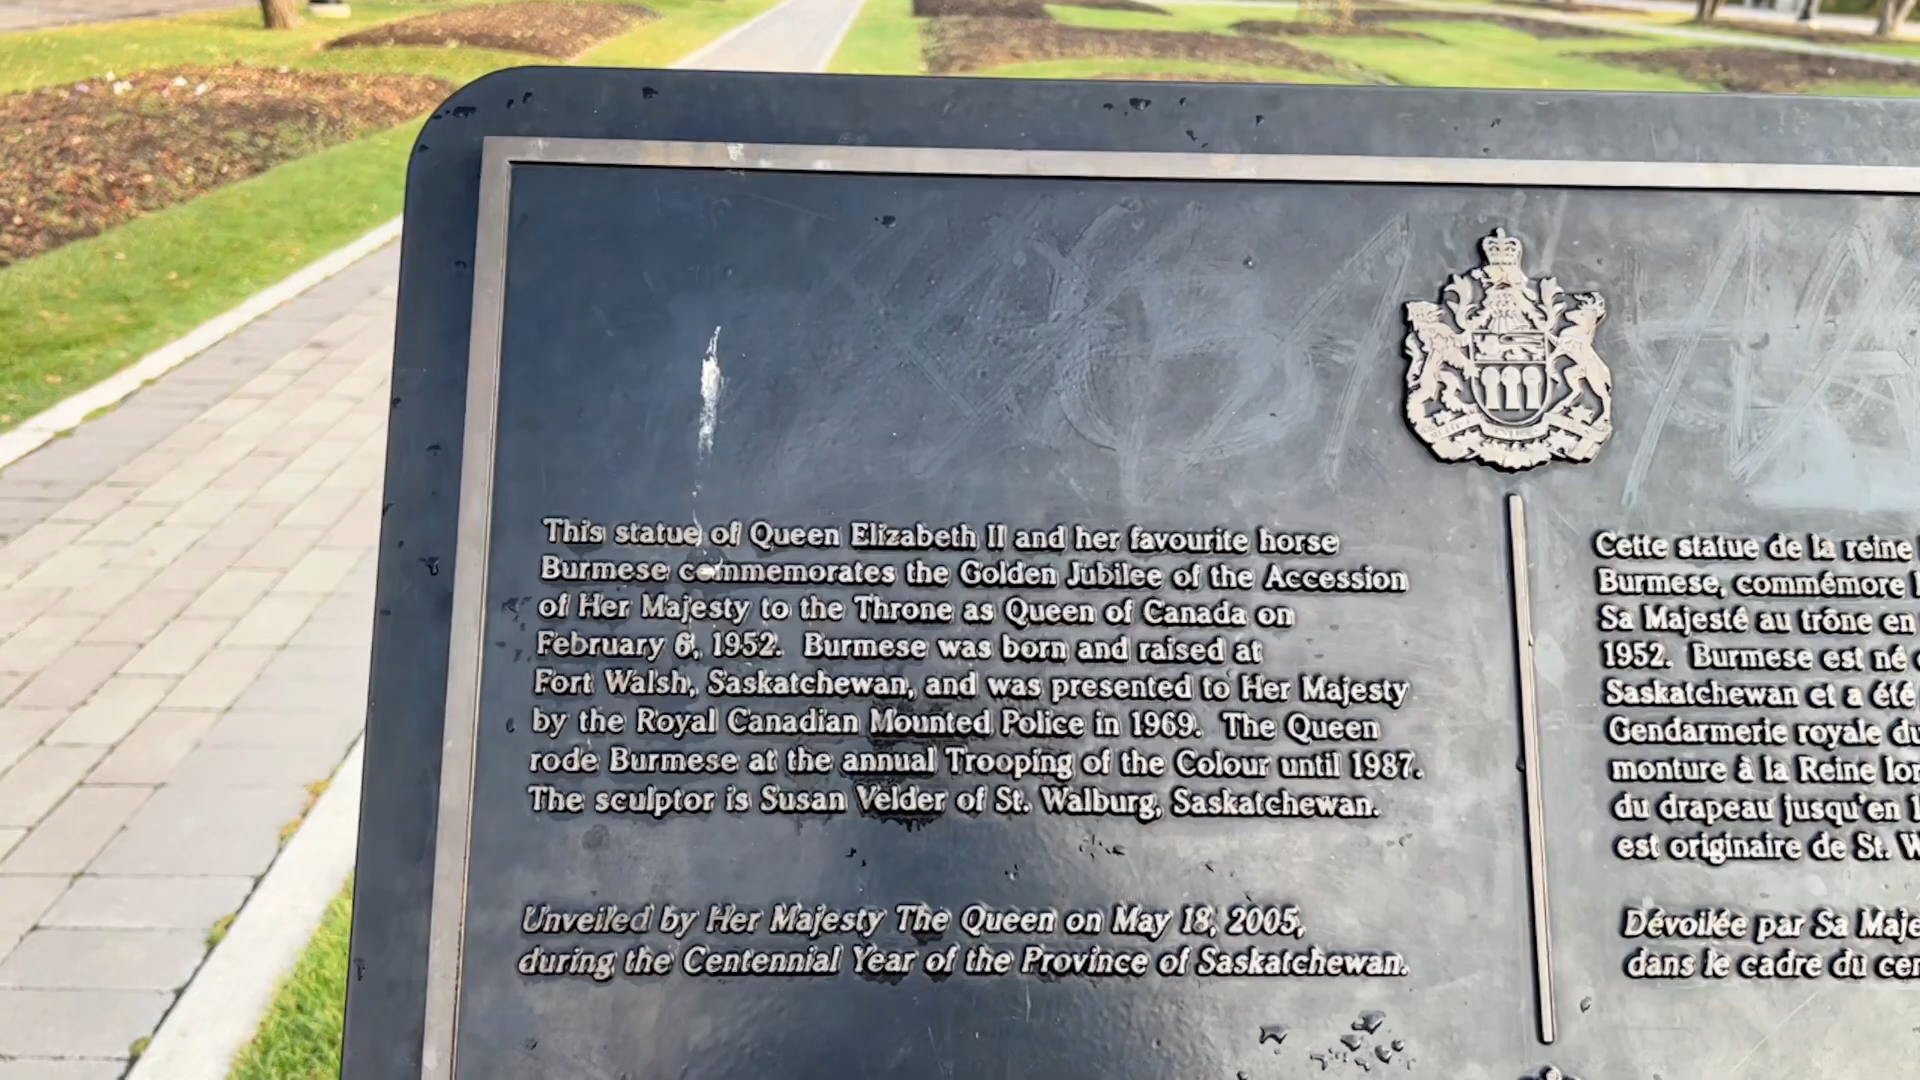 This statue of Queen Elizabeth II and her favourite horse
Burmese commemorates the Golden Jubilee of the Accession
of Her Majesty to the Throne as Queen of Canada on
February 6, 1952. Burmese was born and raised at
Fort Walsh, Saskatchewan, and was presented to Her Majesty
by the Royal Canadian Mounted Police in 1969. The Queen
rode Burmese at the annual Trooping of the Colour until 1987.
The sculptor is Susan Velder of St. Walburg, Saskatchewan.
Unveiled by Her Majesty The Queen on May 18, 2005,
during the Centennial Year of the Province of Saskatchewan.
Cette statue de la reine
Burmese, commémore
Sa Majesté au trône en
1952. Burmese est né
Saskatchewan et a été
Gendarmerie royale du
monture à la Reine
du drapeau jusqu'en
est originaire de St.
Dévoilée par Sa
dans le cadre du